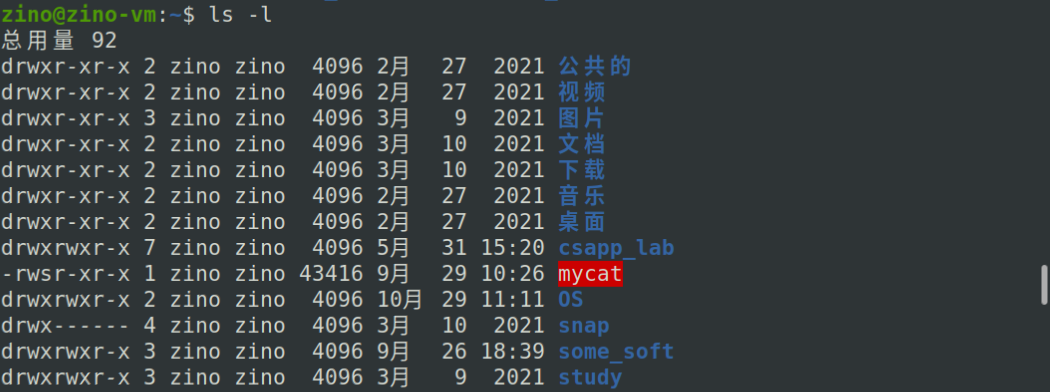 zino@zino-vm:~$ ls -l
总用量 92
drwxr-xr-x 2 zino zino  4096 2月  27  2021 公共的
drwxr-xr-x 2 zino zino  4096 2月  27  2021 视频
drwxr-xr-x 3 zino zino  4096 3月   9  2021 图片
drwxr-xr-x 2 zino zino  4096 3月  10  2021 文档
drwxr-xr-x 2 zino zino  4096 3月  10  2021 下载
drwxr-xr-x 2 zino zino  4096 2月  27  2021 音乐
drwxr-xr-x 2 zino zino  4096 2月  27  2021 桌面
drwxrwxr-x 7 zino zino  4096 5月  31 15:20 csapp_lab
-rwsr-xr-x 1 zino zino 43416 9月  29 10:26 mycat
drwxrwxr-x 2 zino zino  4096 10月 29 11:11 OS
drwx------ 4 zino zino  4096 3月  10  2021 snap
drwxrwxr-x 3 zino zino  4096 9月  26 18:39 some_soft
drwxrwxr-x 3 zino zino  4096 3月   9  2021 study